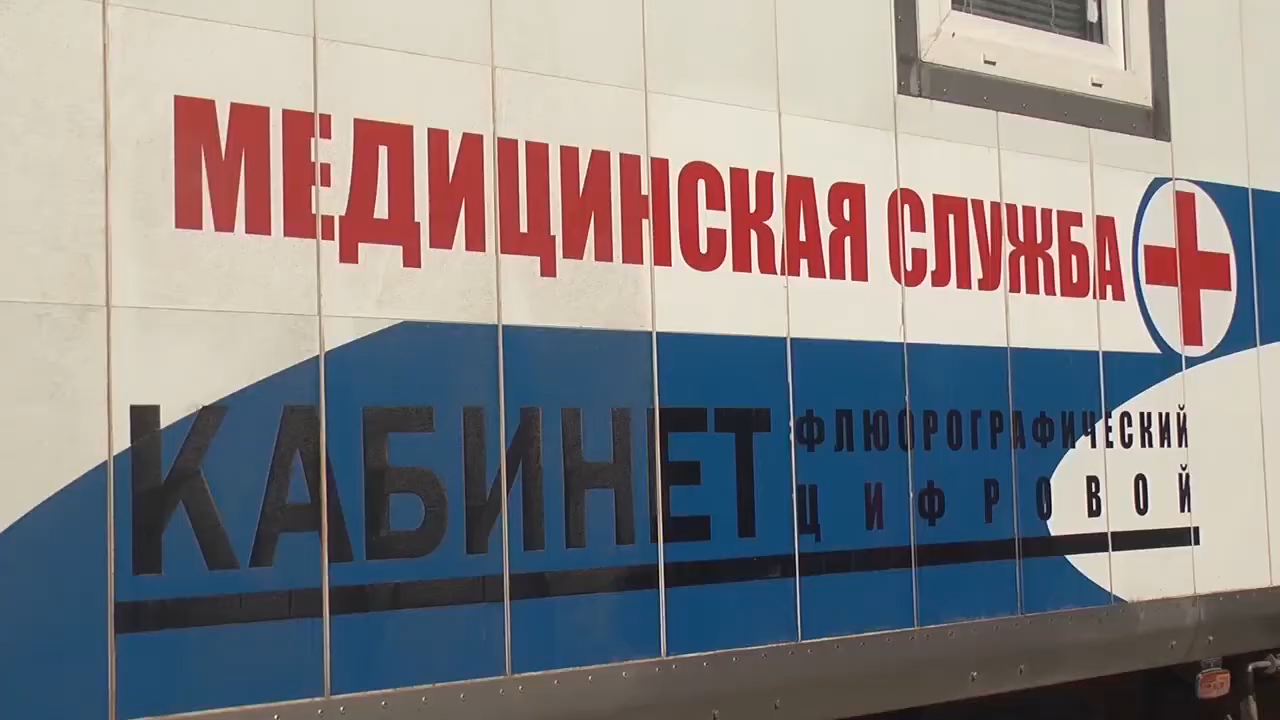 МЕДИЦИНСКАЯ СЛУЖБА
КАБИНЕТ
ФЛЮОРОГРАФИЧЕСКИЙ
ЦИФРОВОЙ